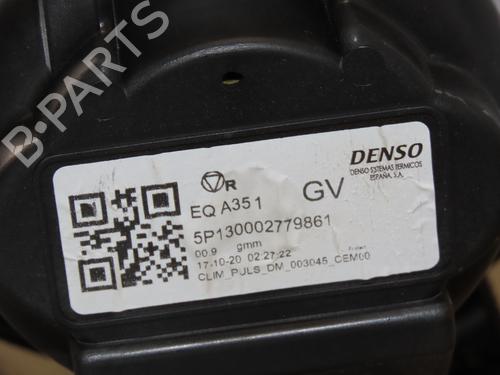 B-PARTS
R
DENSO
DENSO SISTEMAS TERMICOS
ESPAÑA, S.A.
EQ A35 1 GV
5P130002779861
00.9 gmm
17-10-20 02:27:22
CLIM_PULS_DM_003045_CEM00